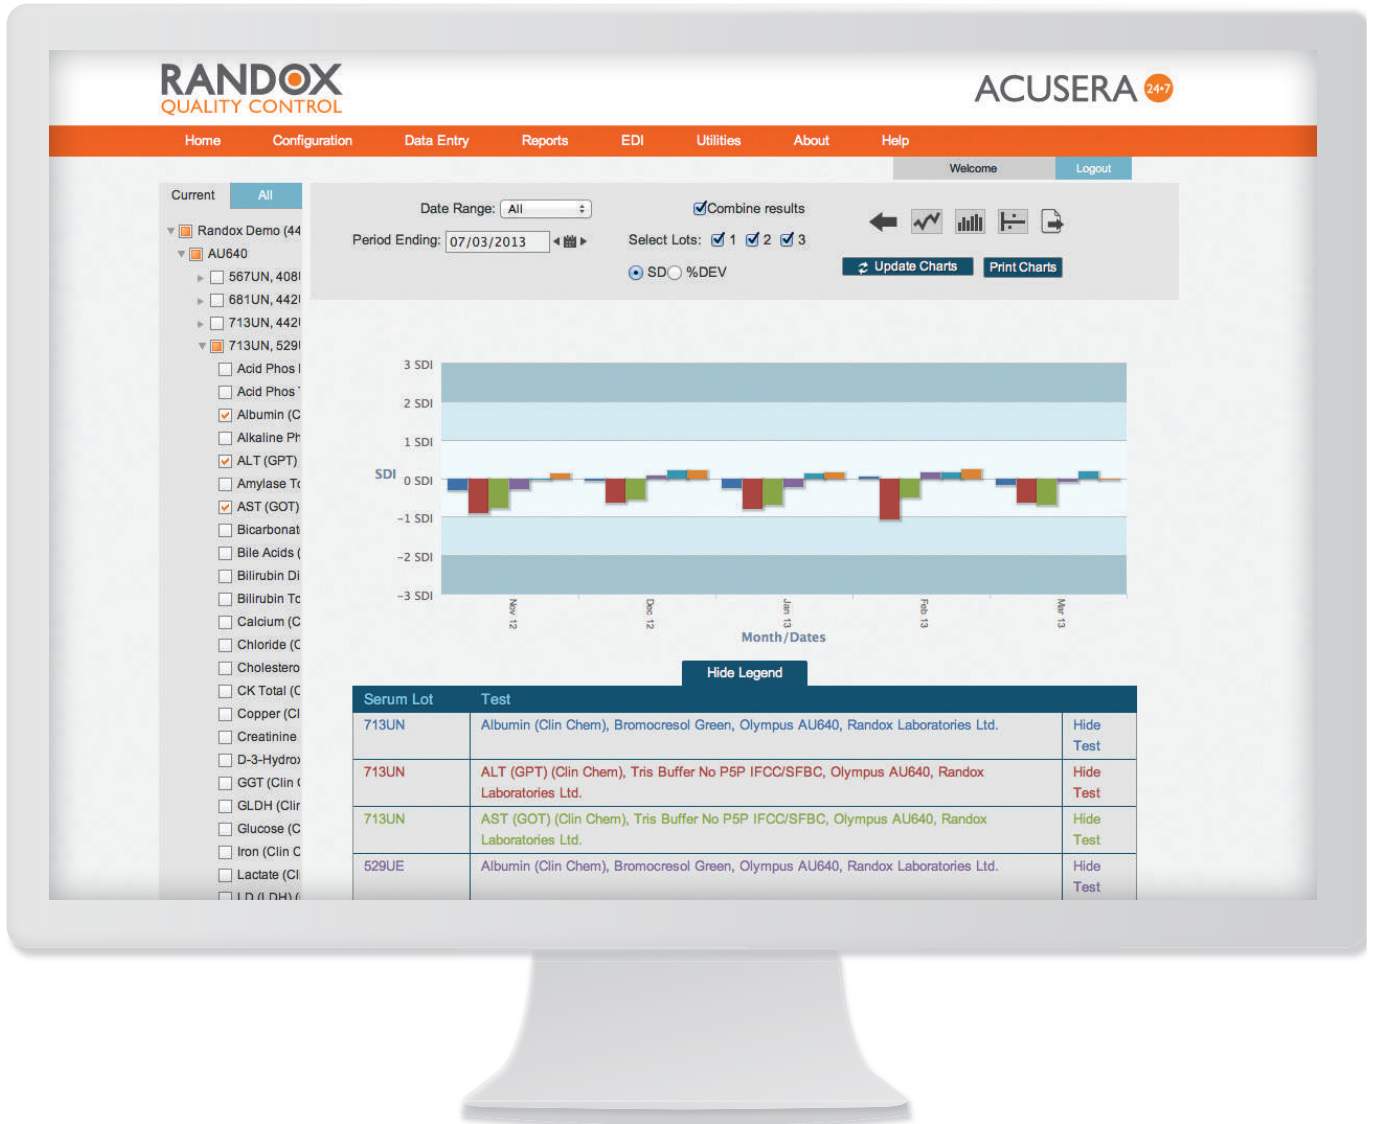 RANDOX
QUALITY CONTROL
ACUSERA 24•7
Home Configuration Data Entry Reports EDI Utilities About Help
Welcome Logout
Current All
Date Range: All
Combine results
Period Ending: 07/03/2013
Select Lots: 1 2 3
SD %DEV
Update Charts Print Charts
Randox Demo (44
AU640
567UN, 408
681UN, 442
713UN, 442
713UN, 529
Acid Phos
Acid Phos
Albumin (C
Alkaline Ph
ALT (GPT)
Amylase To
AST (GOT)
Bicarbonat
Bile Acids (
Bilirubin Di
Bilirubin To
Calcium (C
Chloride (C
Cholestero
CK Total (C
Copper (Cl
Creatinine
D-3-Hydrox
GGT (Clin
GLDH (Clin
Glucose (C
Iron (Clin C
Lactate (Cl
LD (LDH) (
3 SDI
2 SDI
1 SDI
SDI
0 SDI
-1 SDI
-2 SDI
-3 SDI
Nov 12
Dec 12
Jan 13
Feb 13
Mar 13
Month/Dates
Hide Legend
Serum Lot Test
713UN Albumin (Clin Chem), Bromocresol Green, Olympus AU640, Randox Laboratories Ltd. Hide
Test
713UN ALT (GPT) (Clin Chem), Tris Buffer No P5P IFCC/SFBC, Olympus AU640, Randox Hide
Laboratories Ltd. Test
713UN AST (GOT) (Clin Chem), Tris Buffer No P5P IFCC/SFBC, Olympus AU640, Randox Hide
Laboratories Ltd. Test
529UE Albumin (Clin Chem), Bromocresol Green, Olympus AU640, Randox Laboratories Ltd. Hide
Test